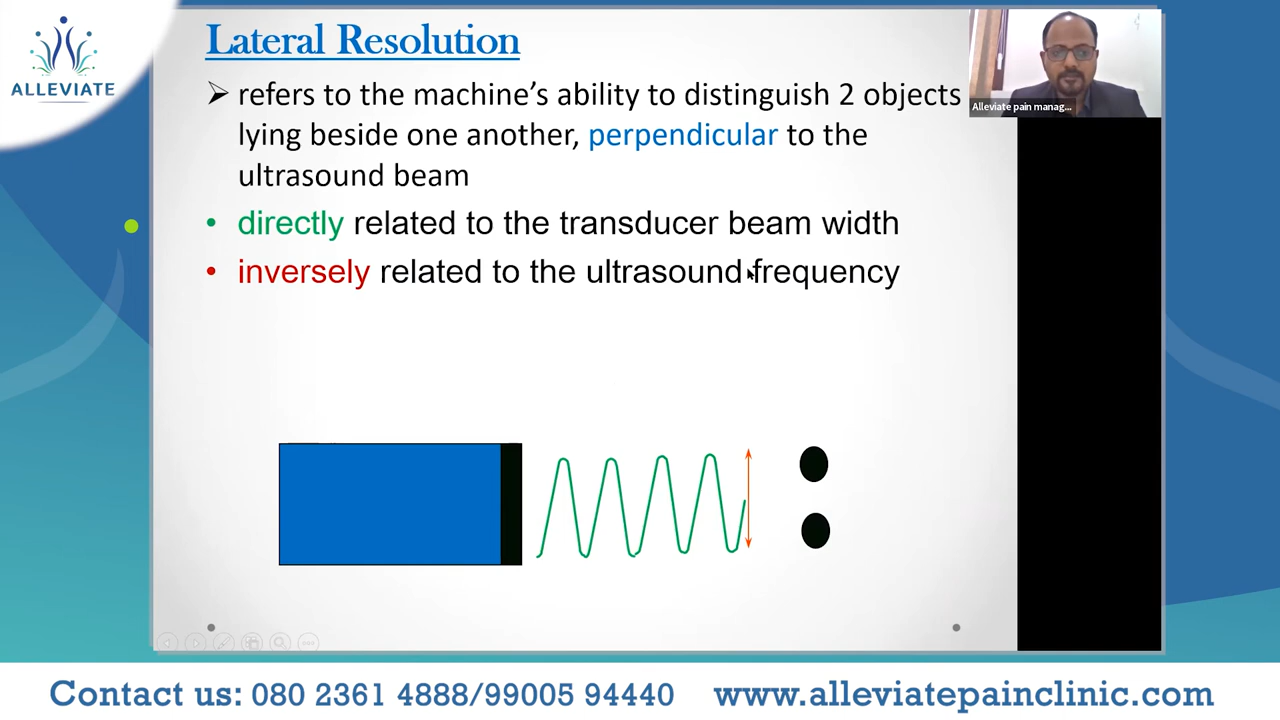 ALLEVIATE
Lateral Resolution
➢ refers to the machine's ability to distinguish 2 objects
lying beside one another, perpendicular to the
ultrasound beam
• directly related to the transducer beam width
• inversely related to the ultrasound frequency
Alleviate pain manag...
Contact us: 080 2361 4888/99005 94440 www.alleviatepainclinic.com